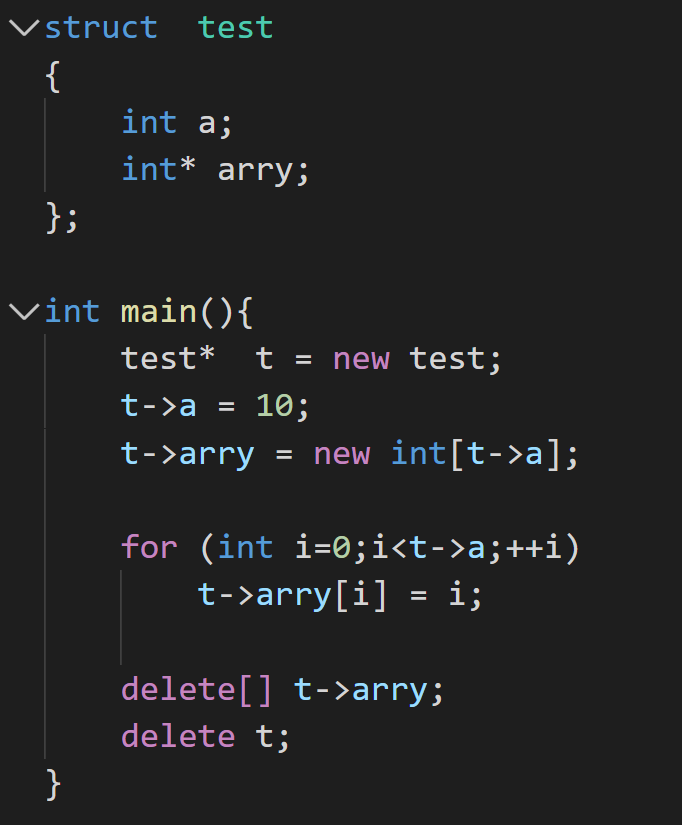 struct  test
{
    int a;
    int* arry;
};
int main(){
    test*  t = new test;
    t->a = 10;
    t->arry = new int[t->a];
    for (int i=0;i<t->a;++i)
        t->arry[i] = i;
    delete[] t->arry;
    delete t;
}